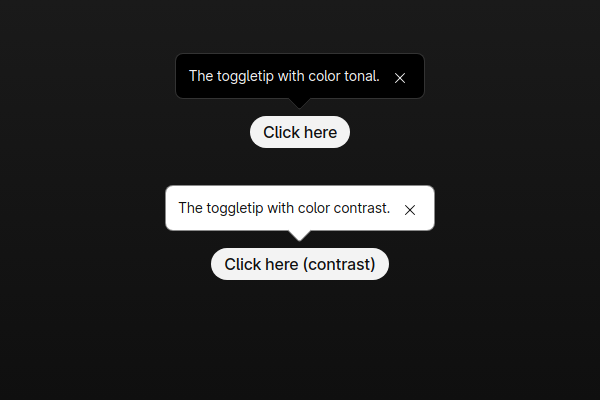 The toggletip with color tonal.
Click here
The toggletip with color contrast.
Click here (contrast)